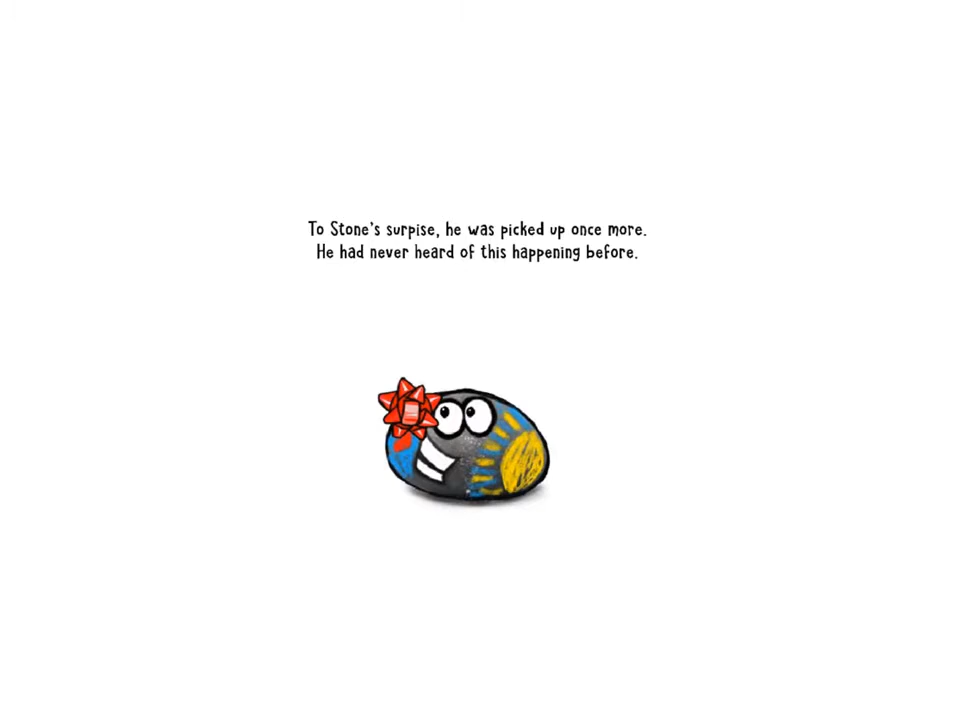 To Stone's surpise, he was picked up once more.
He had never heard of this happening before.